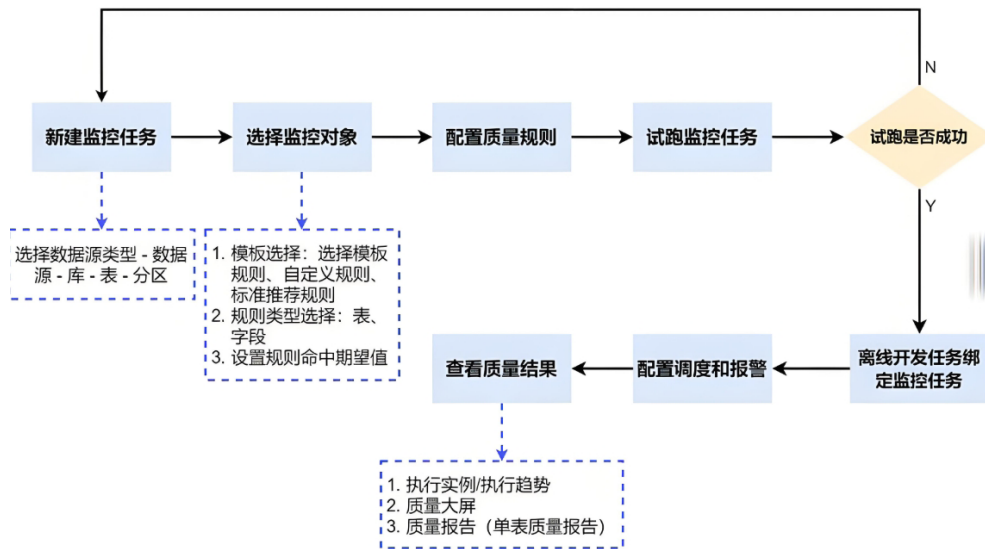 N
新建监控任务
选择监控对象
配置质量规则
试跑监控任务
试跑是否成功
Y
选择数据源类型 - 数据
源 - 库 - 表 - 分区
1. 模板选择：选择模板
规则、自定义规则、
标准推荐规则
2. 规则类型选择：表、
字段
3. 设置规则命中期望值
查看质量结果
配置调度和报警
离线开发任务绑
定监控任务
1. 执行实例/执行趋势
2. 质量大屏
3. 质量报告（单表质量报告）